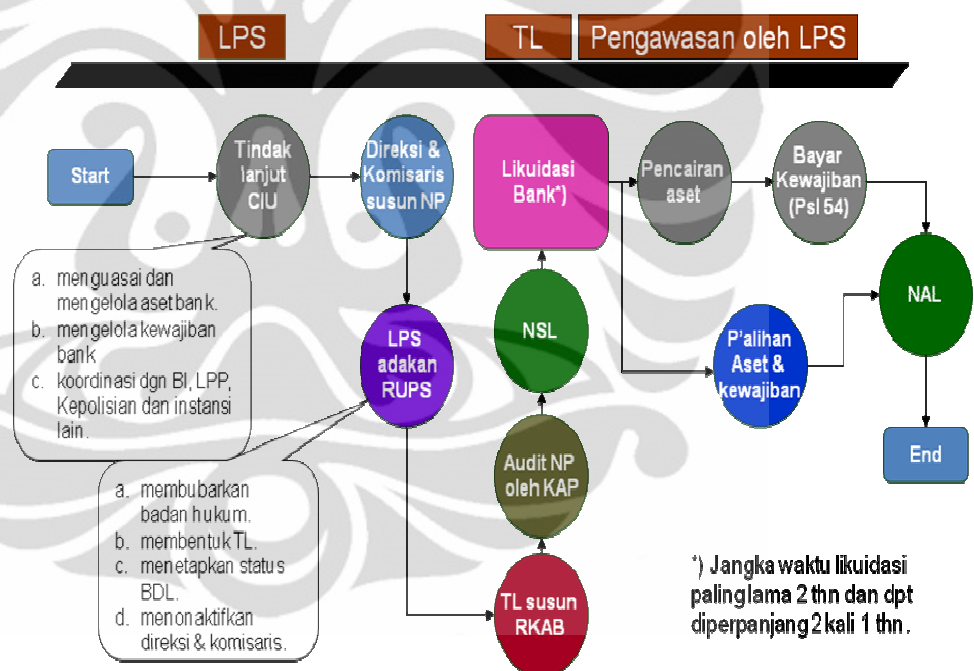 LPS
TL
Pengawasan oleh LPS
Start
Tindak
lanjut
CIU
Direksi &
Komisaris
susun NP
Likuidasi
Bank*)
Pencairan
aset
Bayar
Kewajiban
(Psl 54)
a. menguasai dan
mengelola aset bank.
b. mengelola kewajiban
bank
c. koordinasi dgn BI, LPP,
Kepolisian dan instansi
lain.
LPS
adakan
RUPS
NSL
P'alihan
Aset &
kewajiban
NAL
End
a. membubarkan
badan hukum.
b. membentuk TL.
c. menetapkan status
BDL.
d. menonaktifkan
direksi & komisaris.
Audit NP
oleh KAP
TL susun
RKAB
*) Jangka waktu likuidasi
paling lama 2 thn dan dpt
diperpanjang 2 kali 1 thn.